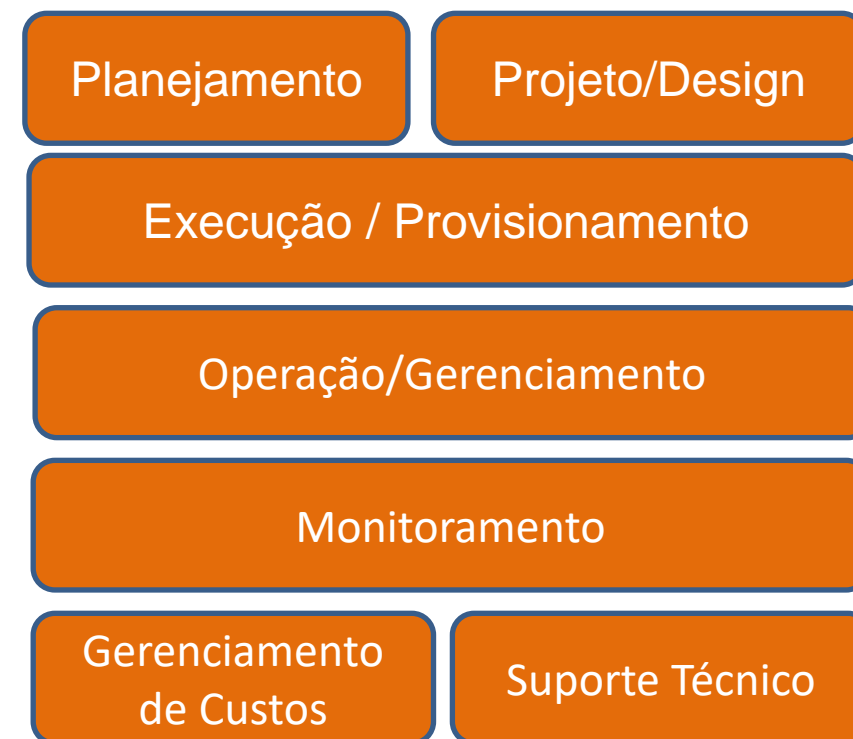 Planejamento
Projeto/Design
Execução / Provisionamento
Operação/Gerenciamento
Monitoramento
Gerenciamento
de Custos
Suporte Técnico